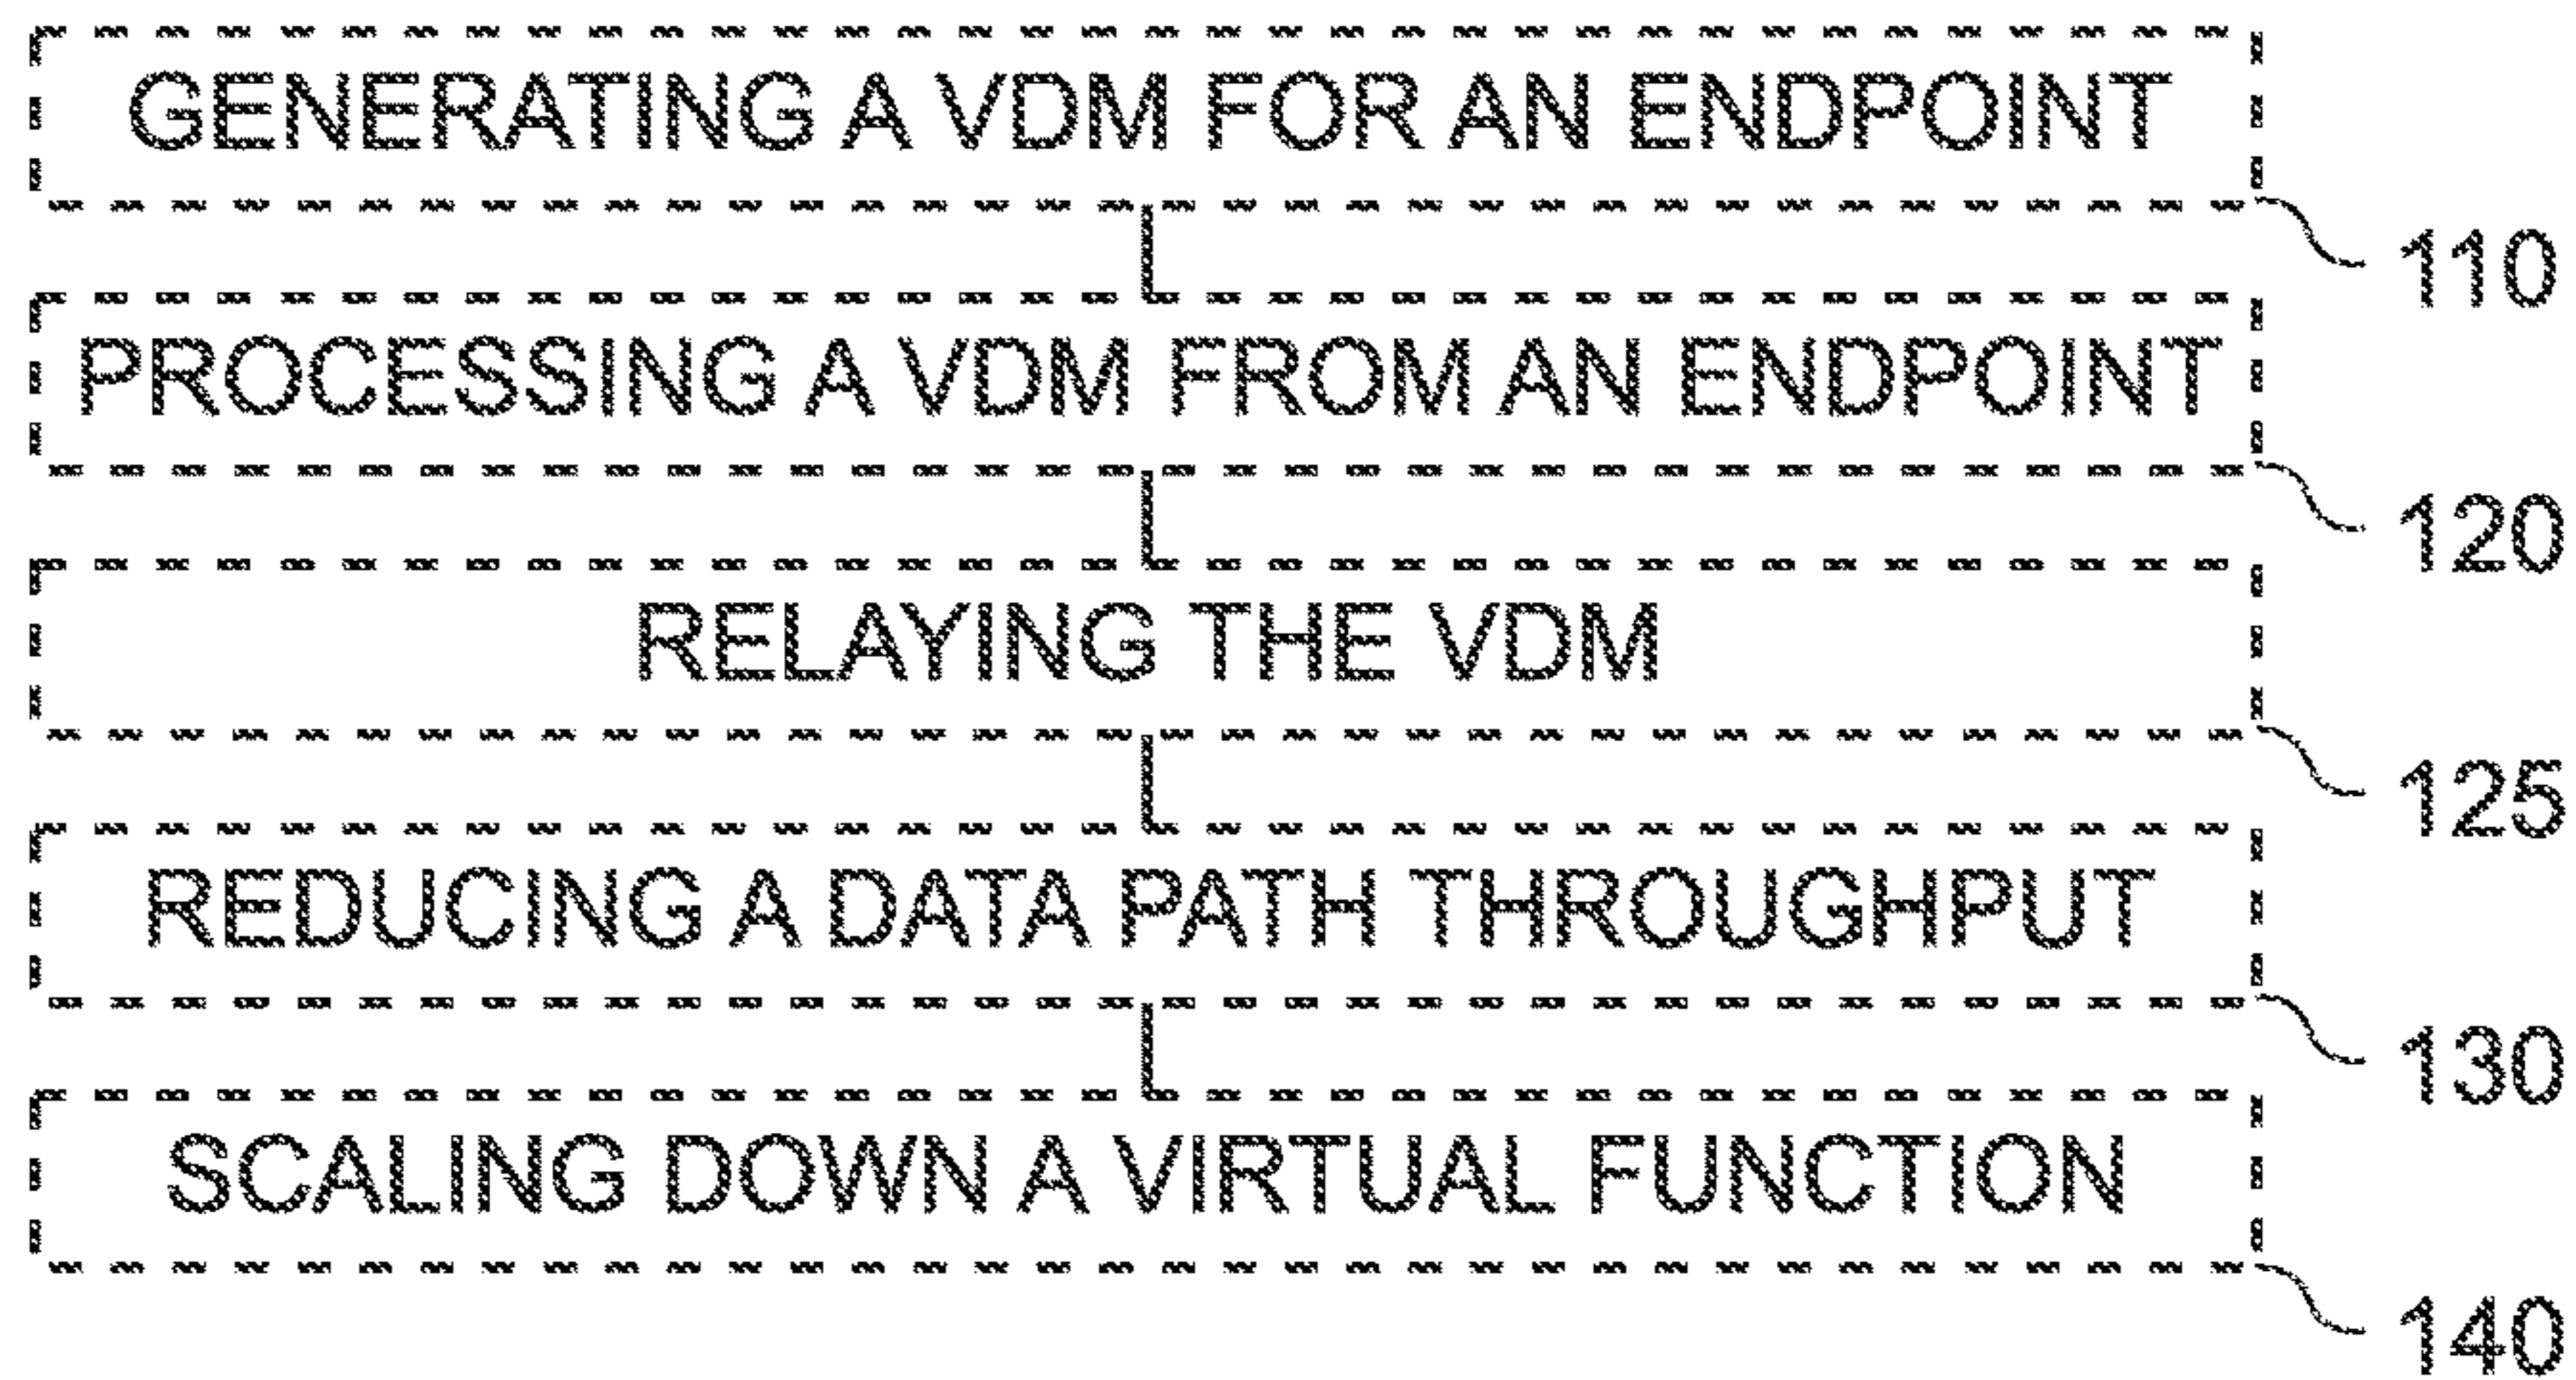 GENERATING A VDM FOR AN ENDPOINT
110
PROCESSING A VDM FROM AN ENDPOINT
120
RELAYING THE VDM
125
REDUCING A DATA PATH THROUGHPUT
130
SCALING DOWN A VIRTUAL FUNCTION
140